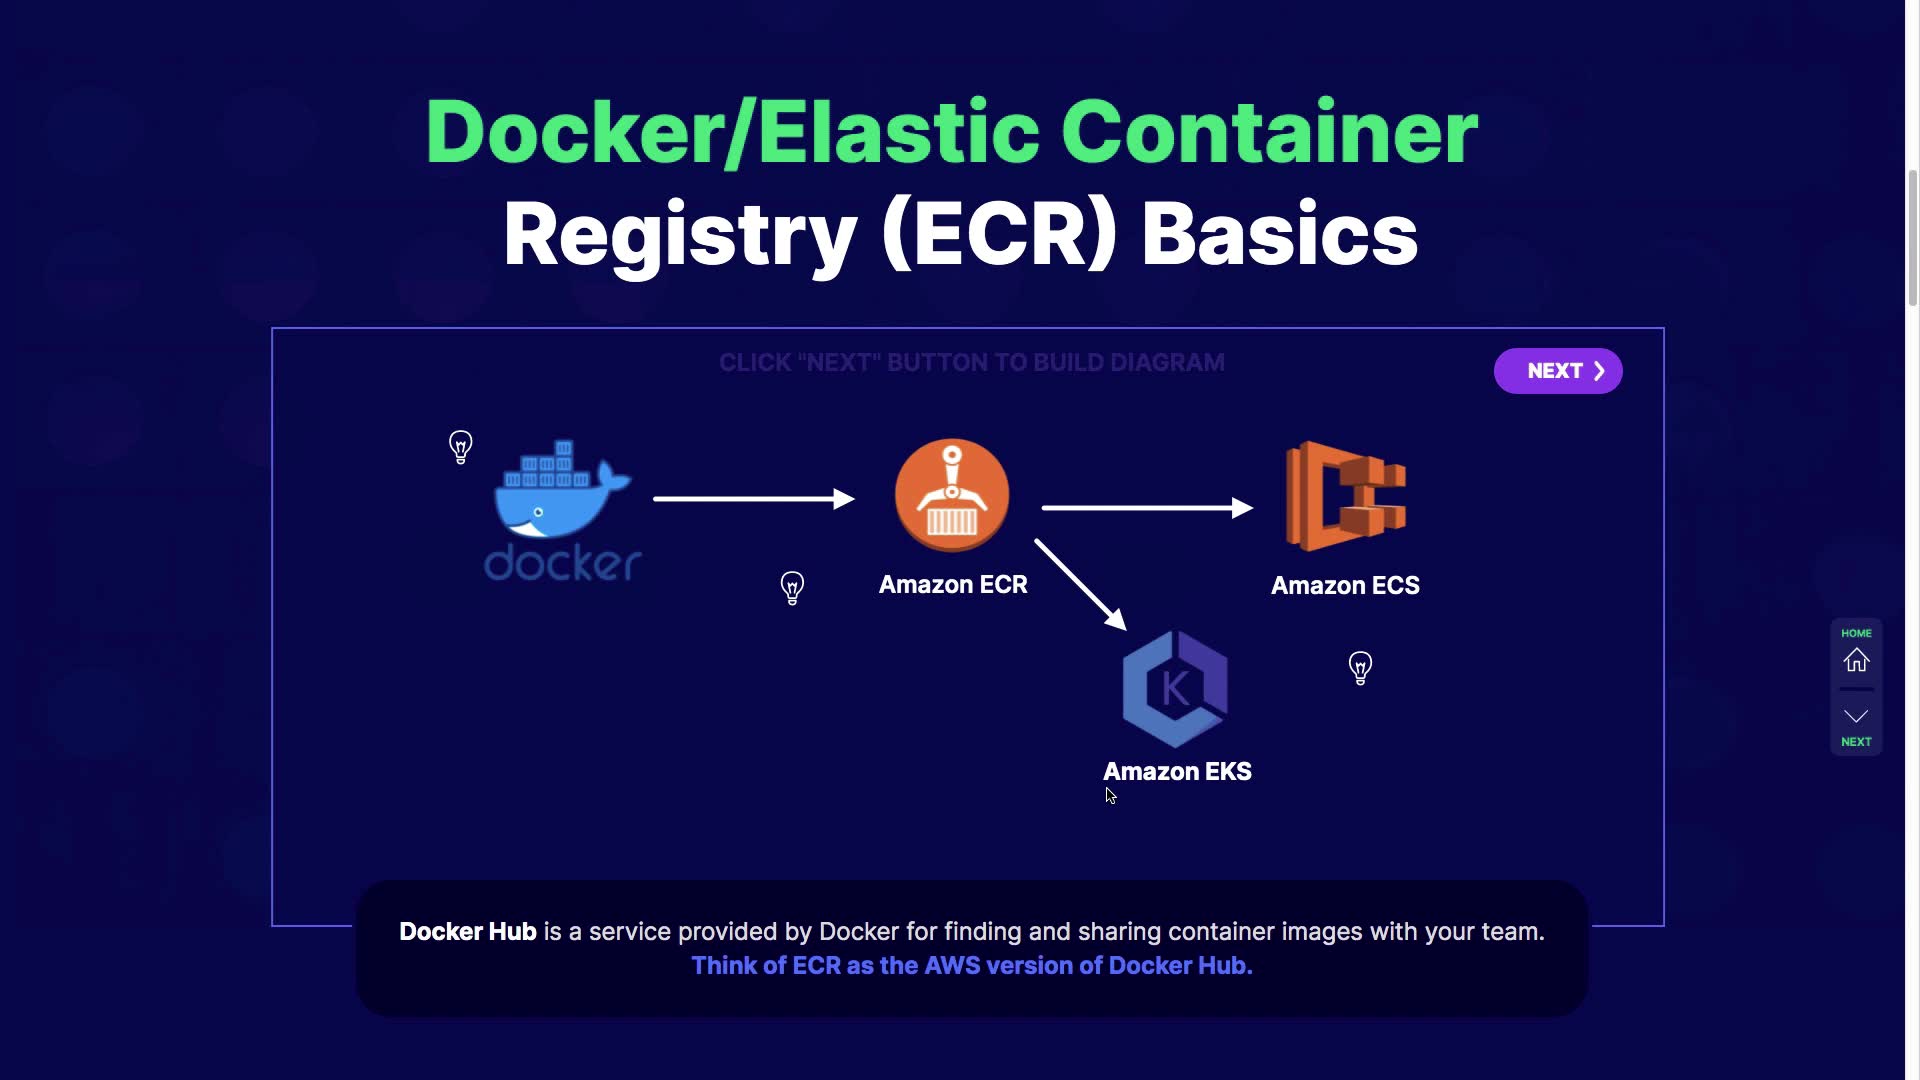 Docker/Elastic Container
Registry (ECR) Basics
CLICK "NEXT" BUTTON TO BUILD DIAGRAM
NEXT
docker
Amazon ECR
Amazon ECS
K
Amazon EKS
HOME
NEXT
Docker Hub is a service provided by Docker for finding and sharing container images with your team.
Think of ECR as the AWS version of Docker Hub.